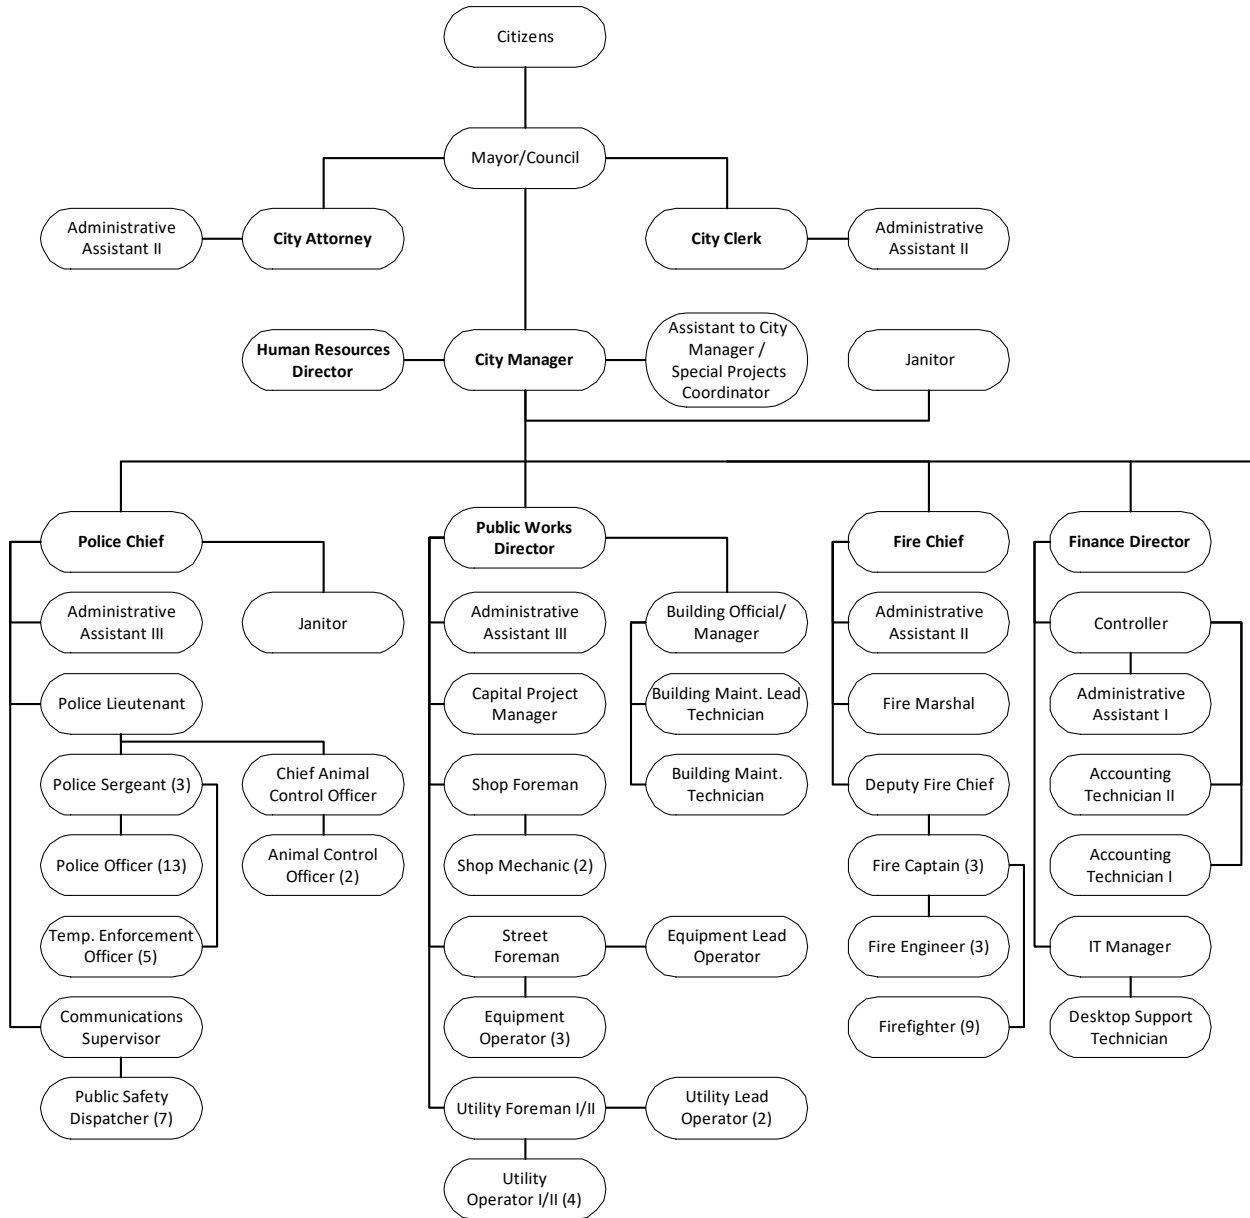 Citizens
Mayor/Council
Administrative
Assistant II
City Attorney
City Clerk
Administrative
Assistant II
Human Resources
Director
City Manager
Assistant to City
Manager /
Special Projects
Coordinator
Janitor
Police Chief
Public Works
Director
Fire Chief
Finance Director
Administrative
Assistant III
Janitor
Administrative
Assistant III
Building Official/
Manager
Administrative
Assistant II
Controller
Police Lieutenant
Capital Project
Manager
Building Maint. Lead
Technician
Fire Marshal
Administrative
Assistant I
Police Sergeant (3)
Chief Animal
Control Officer
Shop Foreman
Building Maint.
Technician
Deputy Fire Chief
Accounting
Technician II
Police Officer (13)
Animal Control
Officer (2)
Shop Mechanic (2)
Fire Captain (3)
Accounting
Technician I
Temp. Enforcement
Officer (5)
Street
Foreman
Equipment Lead
Operator
Fire Engineer (3)
IT Manager
Communications
Supervisor
Equipment
Operator (3)
Firefighter (9)
Desktop Support
Technician
Public Safety
Dispatcher (7)
Utility Foreman I/II
Utility Lead
Operator (2)
Utility
Operator I/II (4)